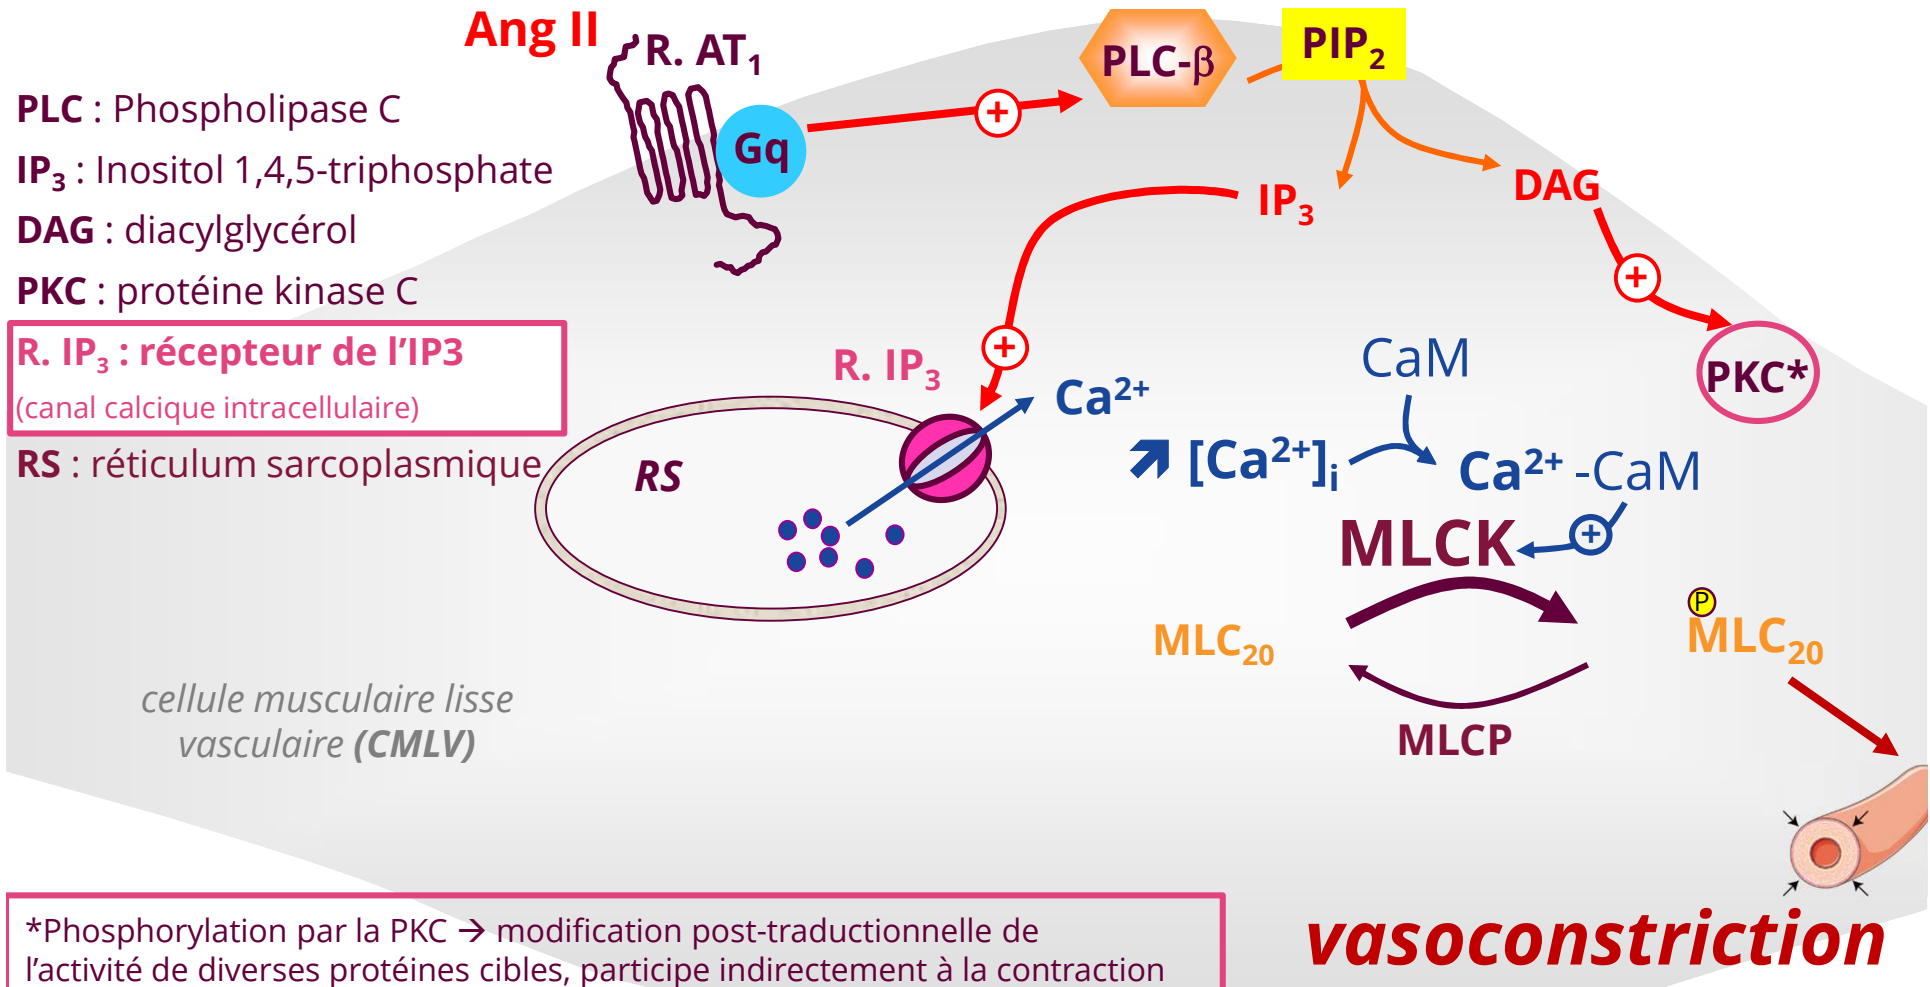 Ang II
R. AT₁
PLC-β
PIP₂
PLC : Phospholipase C
Gq
+
IP₃ : Inositol 1,4,5-triphosphate
DAG
IP₃
DAG : diacylglycérol
+
PKC : protéine kinase C
R. IP₃ : récepteur de l’IP3
(canal calcique intracellulaire)
R. IP₃
+
CaM
PKC*
Ca²⁺
RS : réticulum sarcoplasmique
RS
[Ca²⁺]ᵢ
Ca²⁺ -CaM
MLCK
+
P
MLC₂₀
MLC₂₀
MLCP
cellule musculaire lisse
vasculaire (CMLV)
*Phosphorylation par la PKC → modification post-traductionnelle de
l’activité de diverses protéines cibles, participe indirectement à la contraction
vasoconstriction